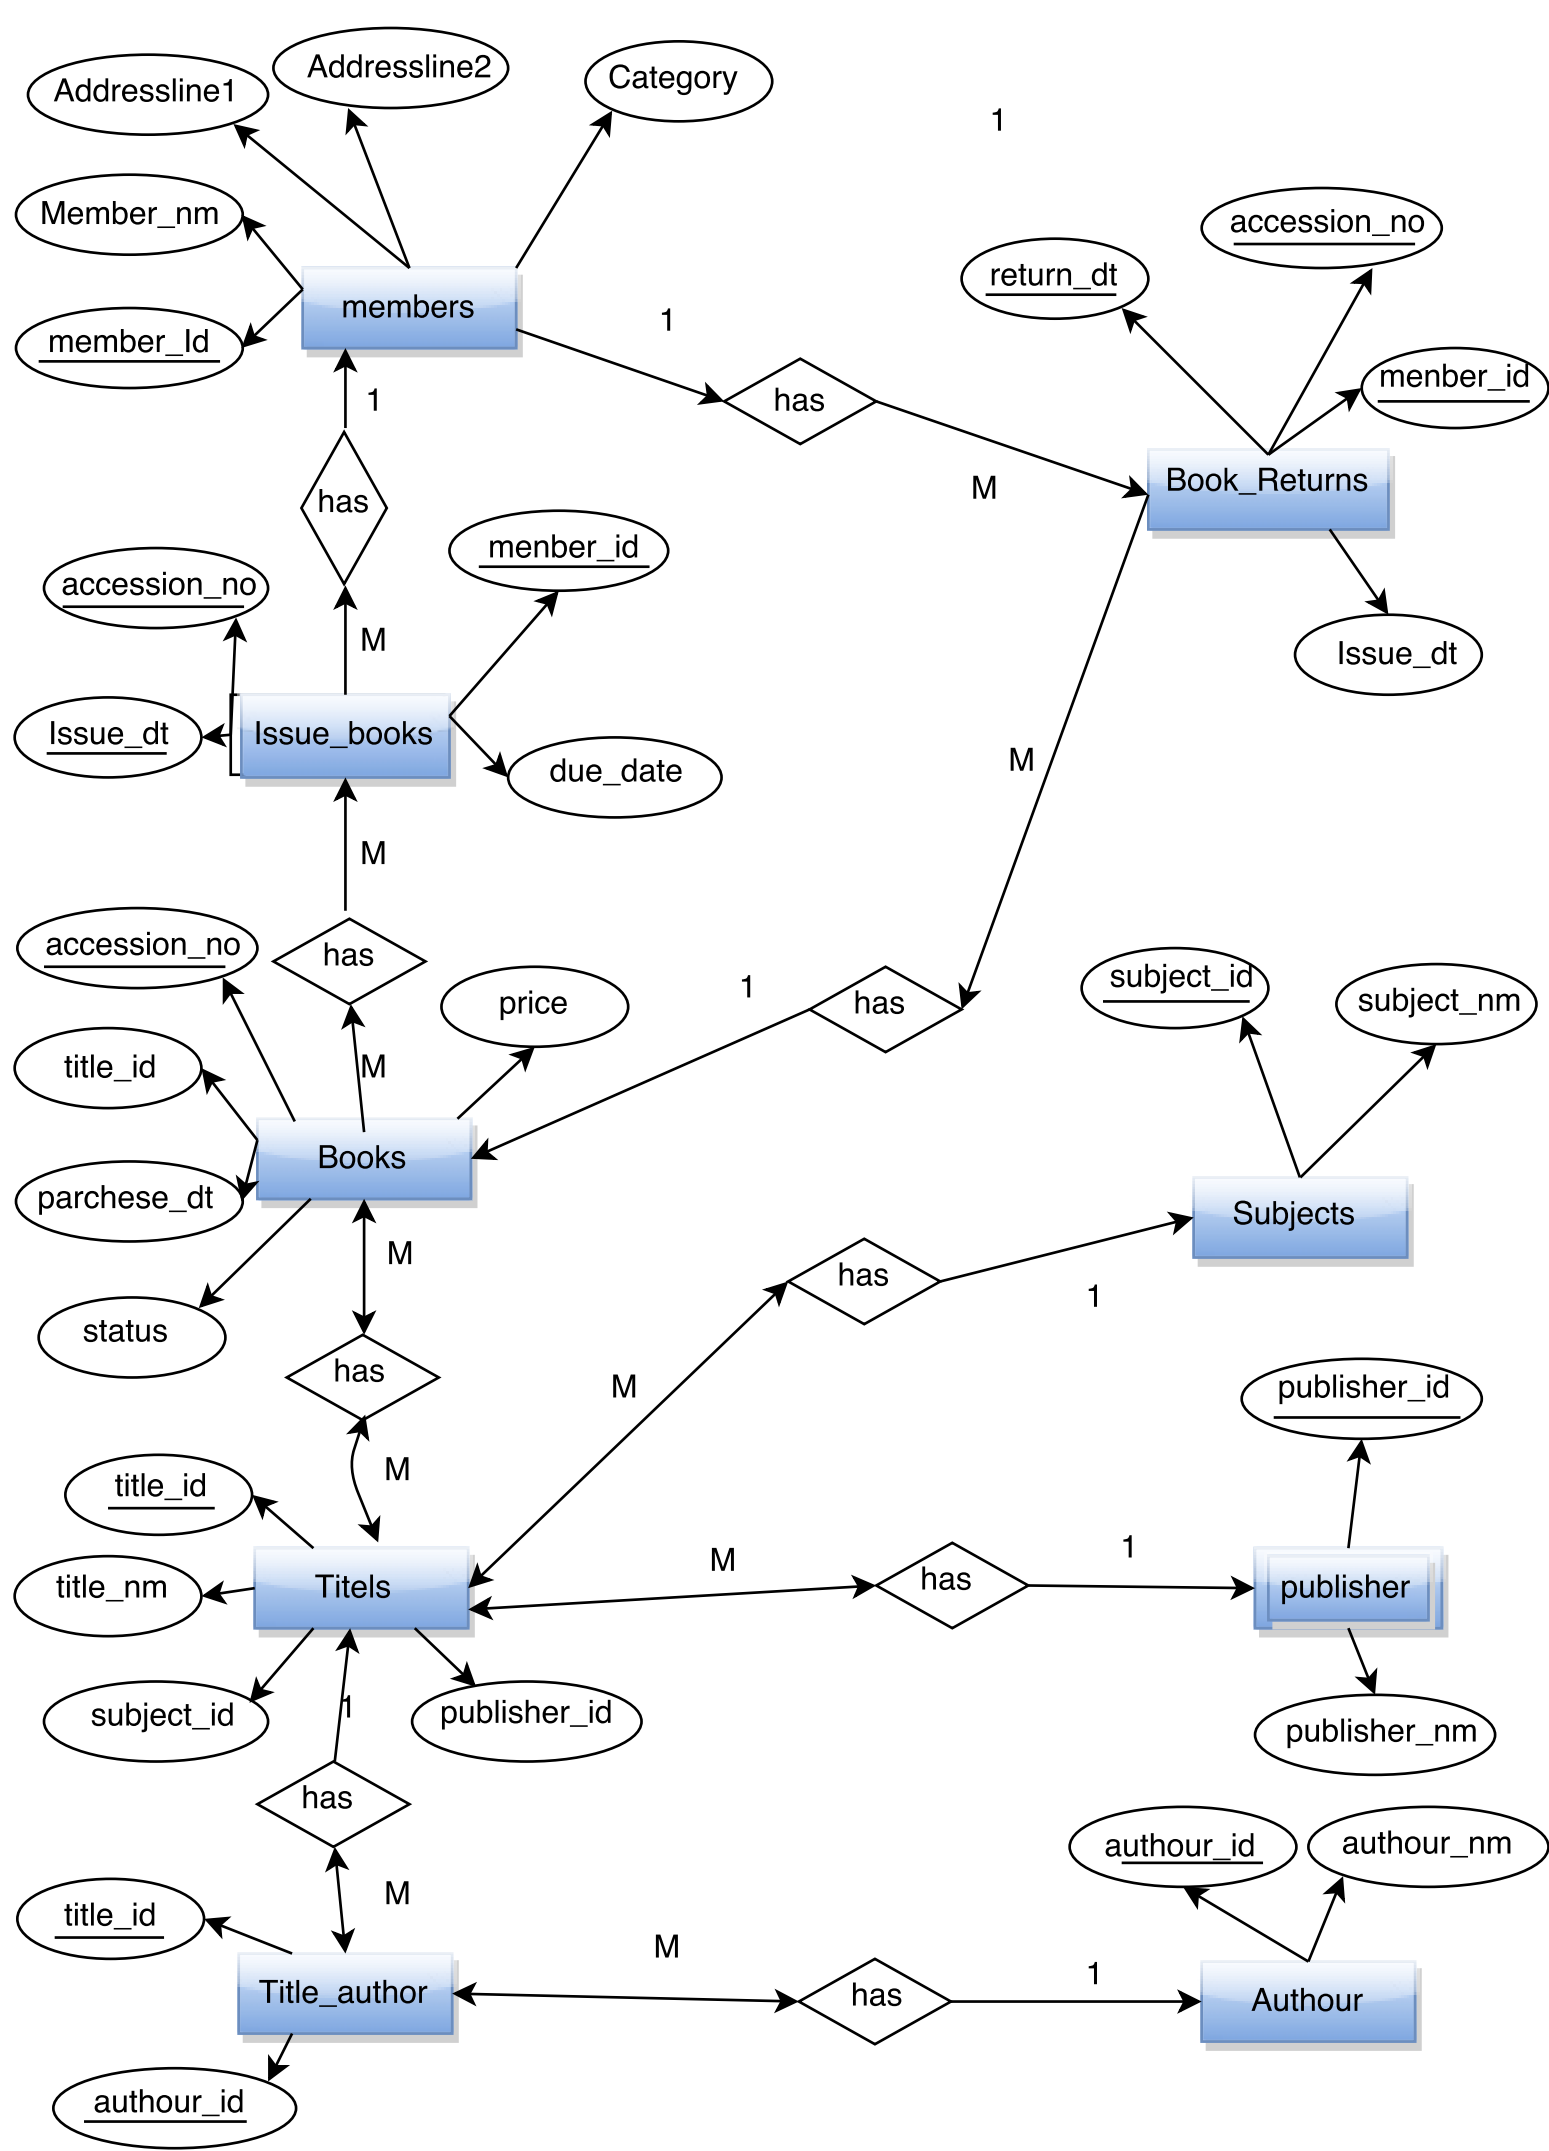 Addressline1
Addressline2
Category
1
Member_nm
accession_no
return_dt
members
1
member_Id
menber_id
1
has
Book_Returns
M
has
menber_id
accession_no
M
Issue_dt
Issue_dt
Issue_books
M
due_date
M
accession_no
has
price
1
has
subject_id
subject_nm
title_id
M
Books
parchese_dt
Subjects
M
has
1
status
has
M
publisher_id
M
title_id
title_nm
Titels
M
has
1
publisher
subject_id
1
publisher_id
publisher_nm
has
authour_id
authour_nm
M
title_id
M
Title_author
has
1
Authour
authour_id